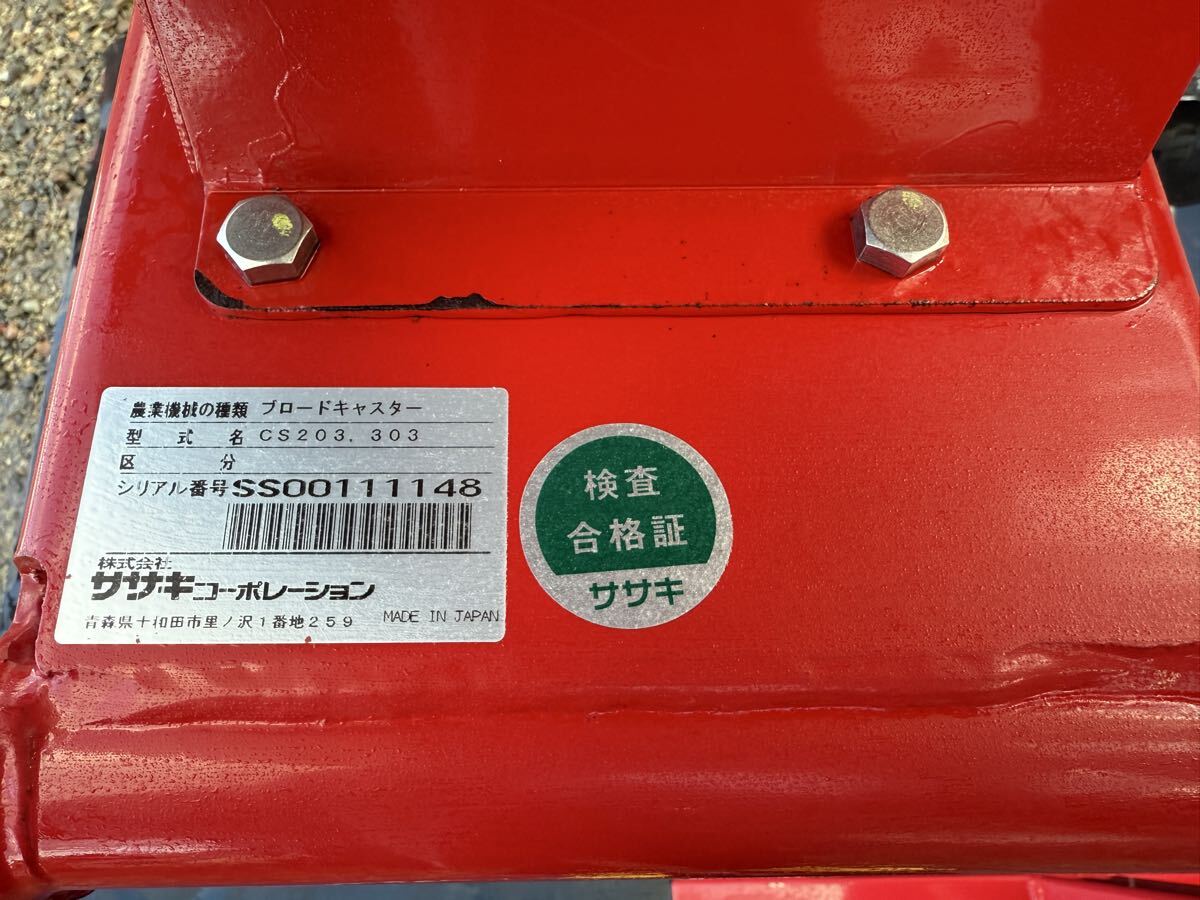 農業機械の種類 ブロードキャスター
型式名 CS203, 303
区分
シリアル番号 SS00111148
株式会社
ササキコーポレーション
青森県十和田市里ノ沢1番地259 MADE IN JAPAN
検査
合格証
ササキ